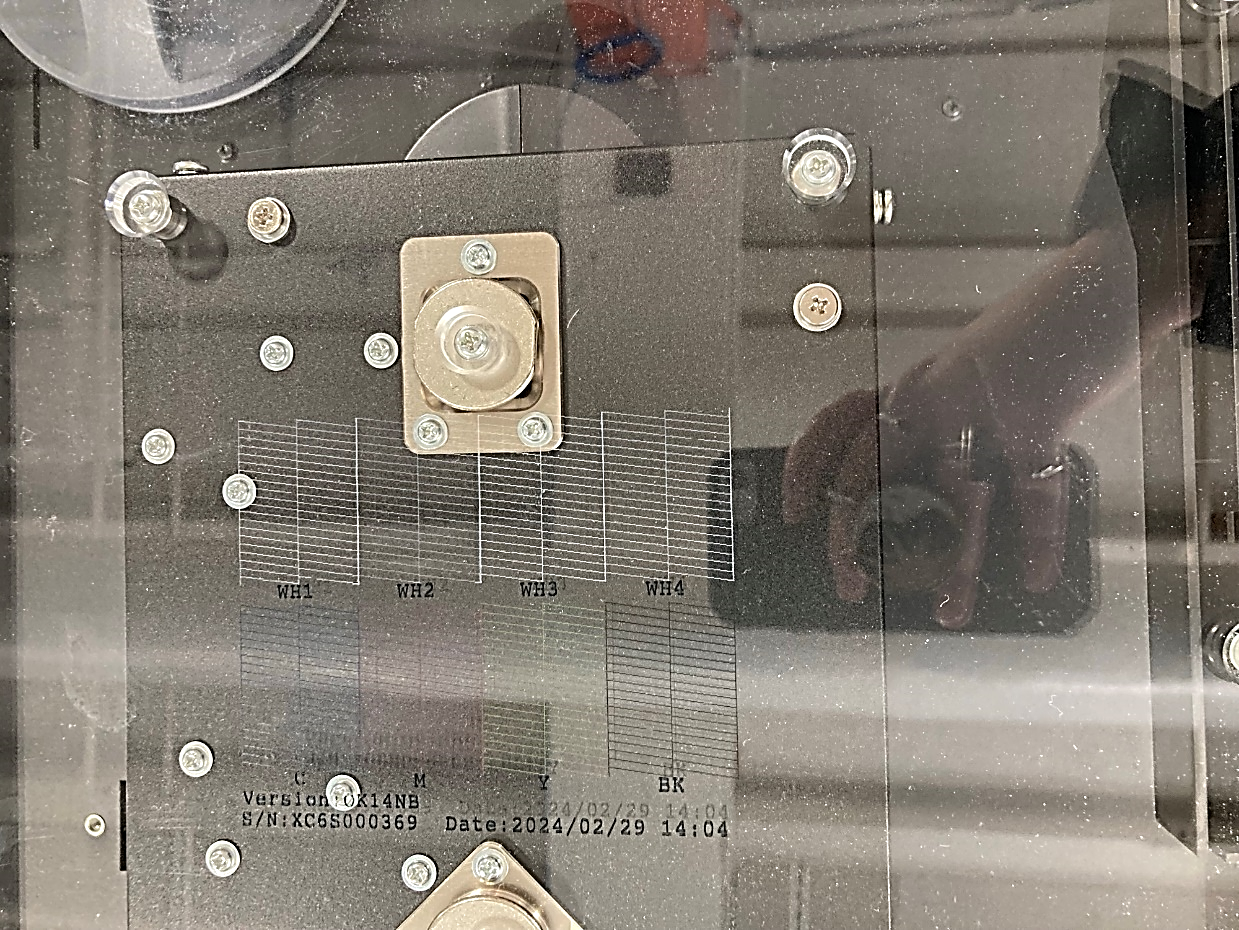 WH1 WH2 WH3 WH4
C M Y BK
Version:OK14NB
S/N:XC6S000369 Date:2024/02/29 14:04